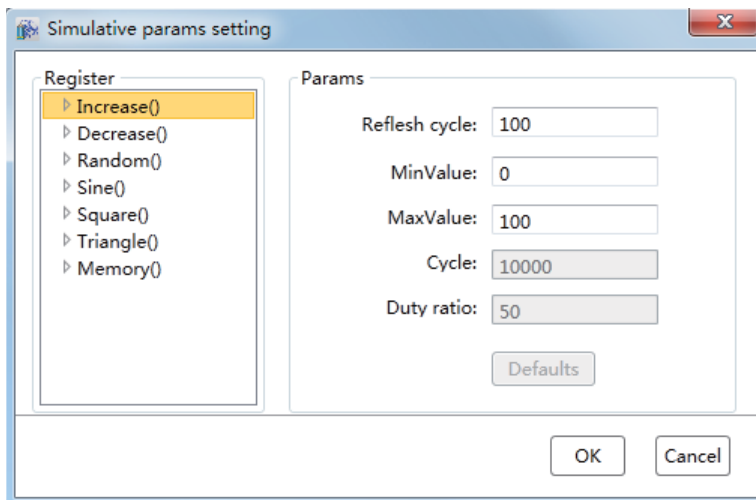 Simulative params setting
Register
Increase()
Decrease()
Random()
Sine()
Square()
Triangle()
Memory()
Params
Reflesh cycle: 100
MinValue: 0
MaxValue: 100
Cycle: 10000
Duty ratio: 50
Defaults
OK Cancel